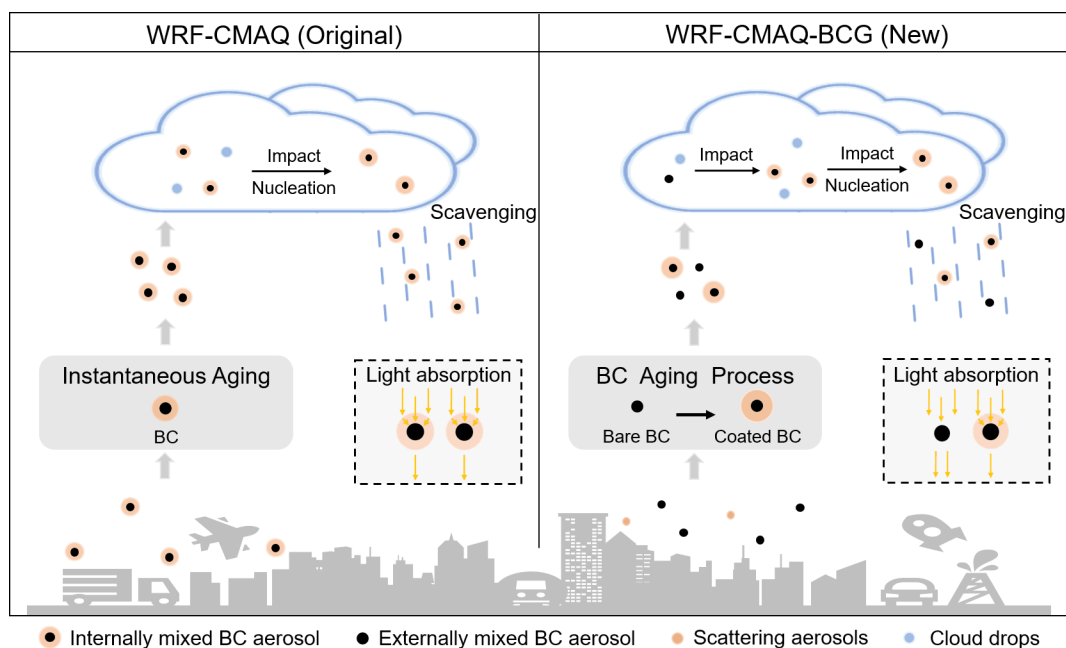 WRF-CMAQ (Original)
Impact
Nucleation
Scavenging
Instantaneous Aging
BC
Light absorption
WRF-CMAQ-BCG (New)
Impact
Impact
Nucleation
Scavenging
BC Aging Process
Bare BC
Coated BC
Light absorption
Internally mixed BC aerosol
Externally mixed BC aerosol
Scattering aerosols
Cloud drops